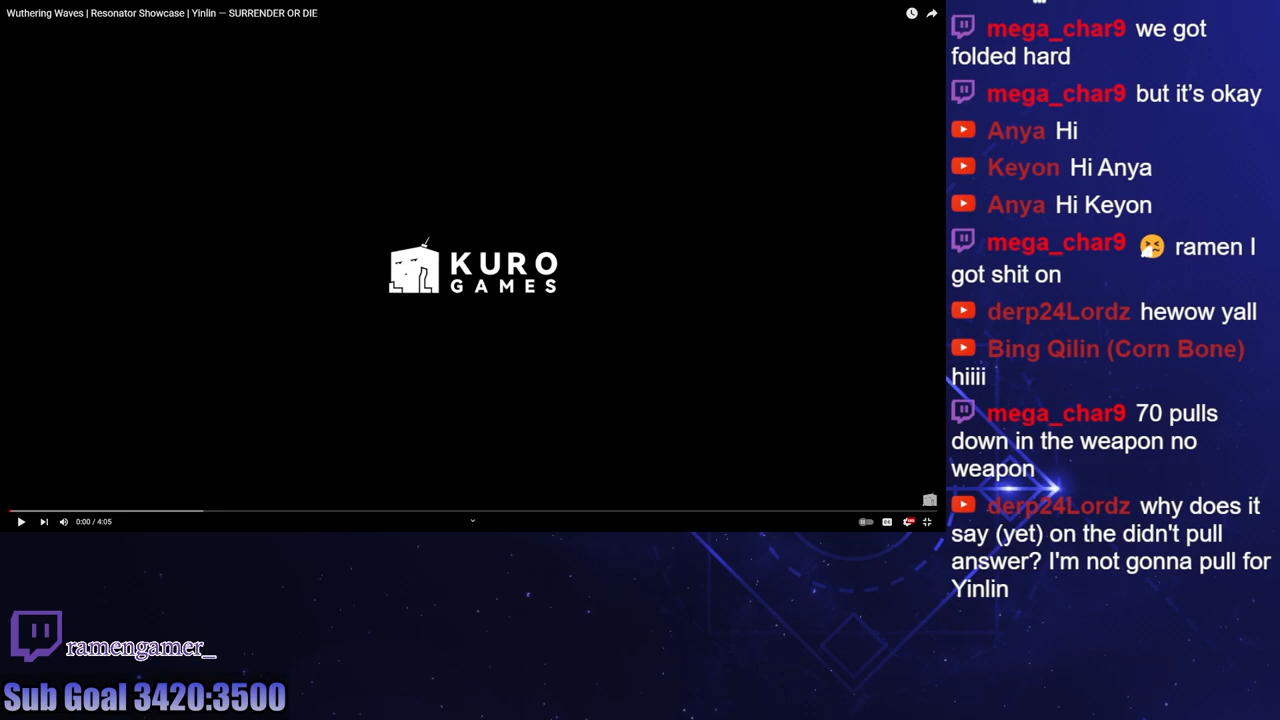 Wuthering Waves | Resonator Showcase | Yinlin — SURRENDER OR DIE
KURO
GAMES
0:00 / 4:05
mega_char9 we got
folded hard
mega_char9 but it's okay
Anya Hi
Keyon Hi Anya
Anya Hi Keyon
mega_char9 🤧 ramen I
got shit on
derp24Lordz hewow yall
Bing Qilin (Corn Bone)
hiiii
mega_char9 70 pulls
down in the weapon no
weapon
derp24Lordz why does it
say (yet) on the didn't pull
answer? I'm not gonna pull for
Yinlin
ramengamer_
Sub Goal 3420:3500